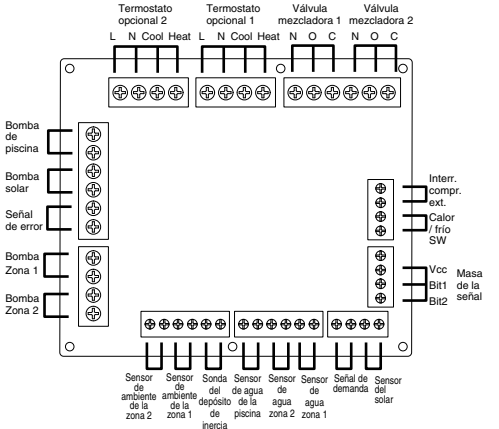 Termostato
opcional 2
Termostato
opcional 1
Válvula
mezcladora 1
Válvula
mezcladora 2
L N Cool Heat
L N Cool Heat
N O C
N O C
Bomba
de
piscina
Bomba
solar
Señal
de error
Bomba
Zona 1
Bomba
Zona 2
Interr.
compr.
ext.
Calor
/ frío
SW
Vcc
Bit1
Bit2
Masa
de la
señal
Sensor
de
ambiente
de la
zona 2
Sensor
de
ambiente
de la
zona 1
Sonda
del
depósito
de
inercia
Sensor
de agua
de la
piscina
Sensor
de
agua
zona 2
Sensor
de
agua
zona 1
Señal de
demanda
Sensor
del
solar